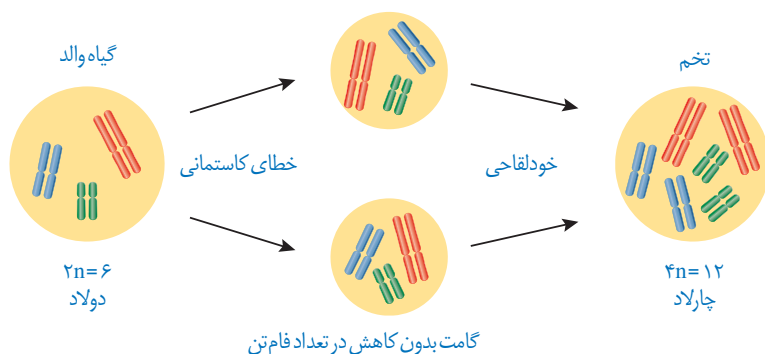 گیاه والد
خطای کاستمانی
خودلقاحی
تخم
۲n= ۶
دولاد
۴n= ۱۲
چارلاد
گامت بدون کاهش در تعداد فام‌تن